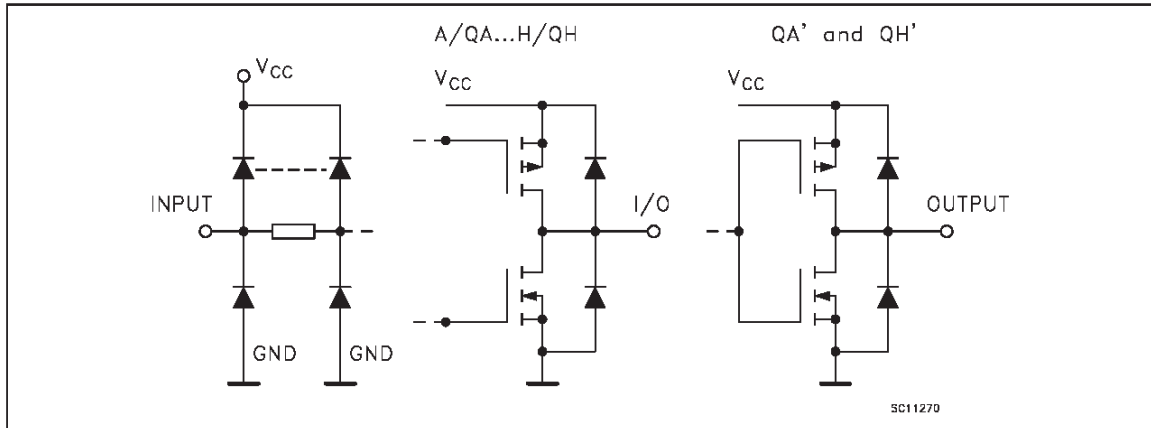 A/QA...H/QH
QA' and QH'
VCC
VCC
VCC
INPUT
I/O
OUTPUT
GND
GND
SC11270